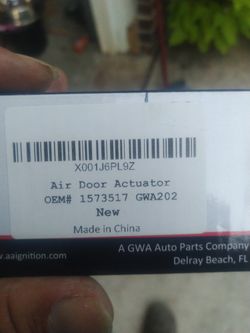 X001J6PL9Z
Air Door Actuator
OEM# 1573517 GWA202
New
Made in China
A GWA Auto Parts Company
www.aaignition.com
Delray Beach, FL